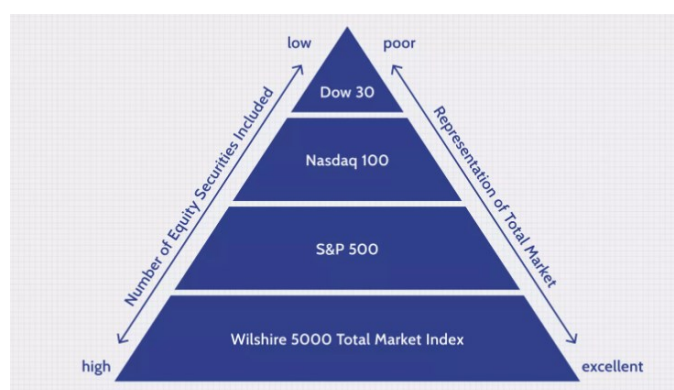 low
poor
Dow 30
Number of Equity Securities Included
Representation of Total Market
Nasdaq 100
S&P 500
Wilshire 5000 Total Market Index
high
excellent